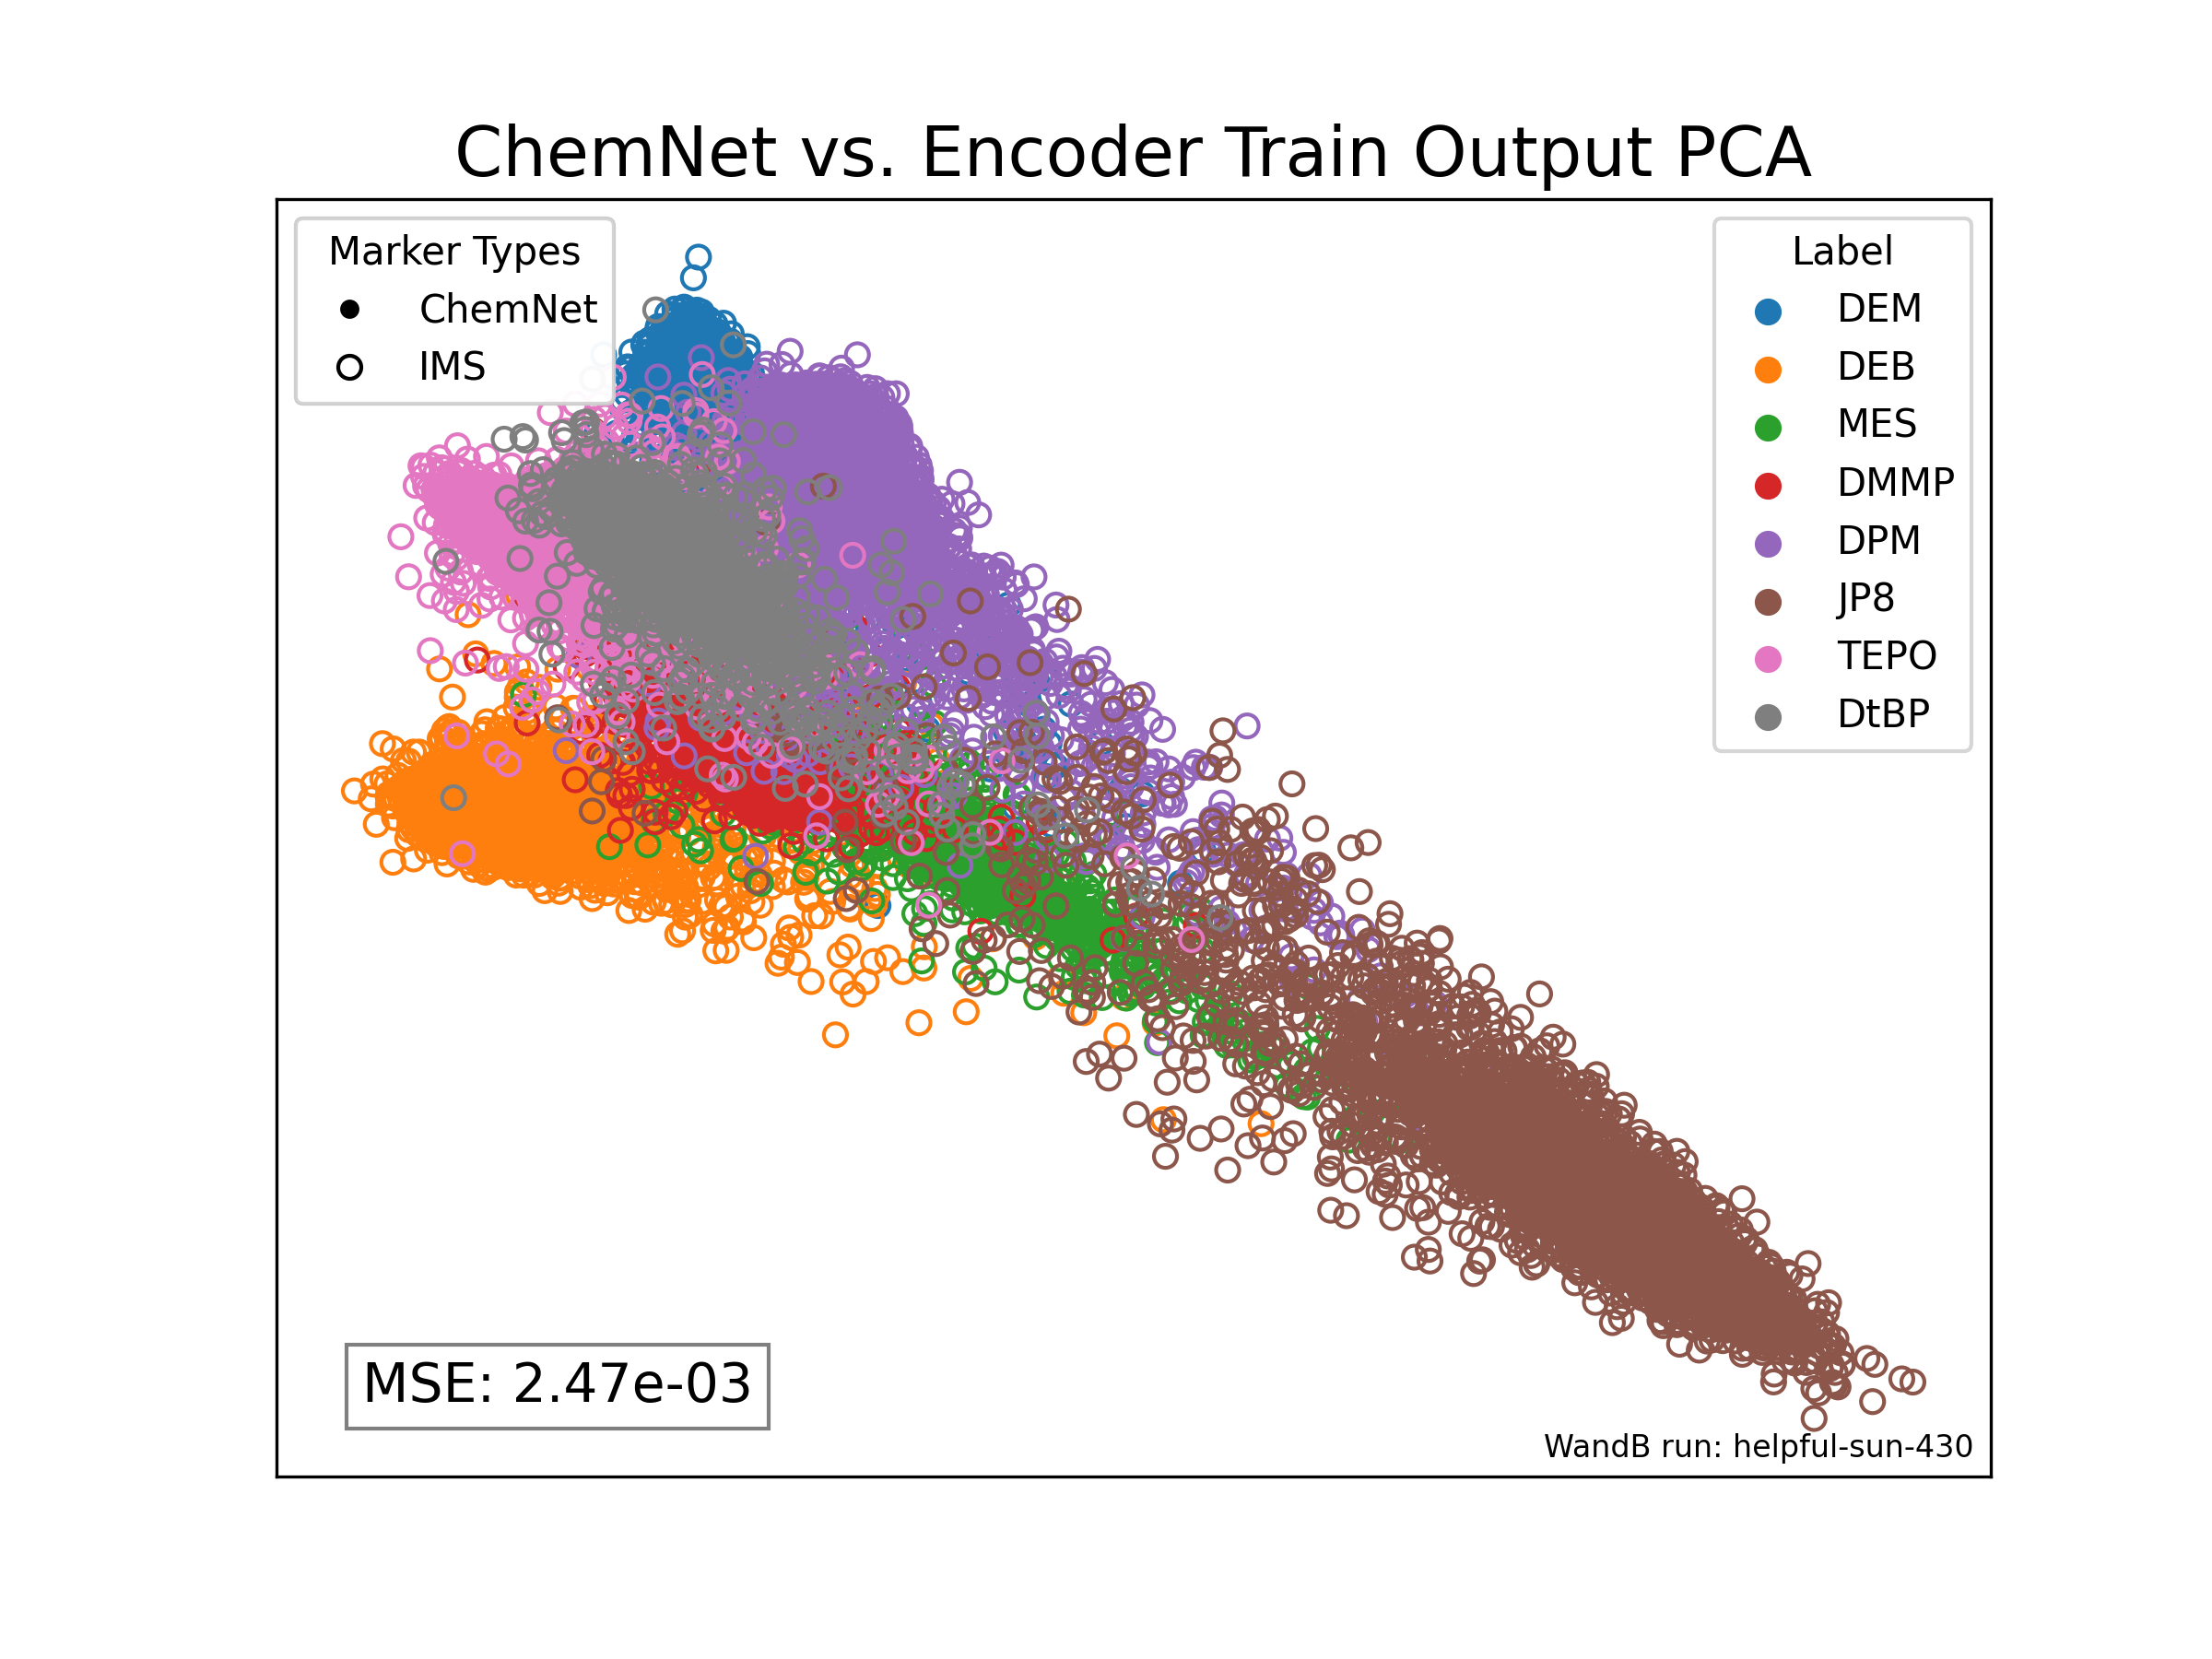 ChemNet vs. Encoder Train Output PCA
Marker Types
ChemNet
IMS
Label
DEM
DEB
MES
DMMP
DPM
JP8
TEPO
DtBP
MSE: 2.47e-03
WandB run: helpful-sun-430